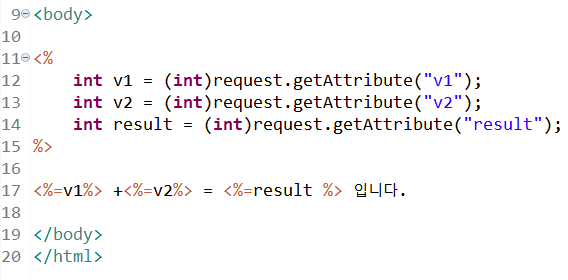 9 <body>
10
11 <%
12     int v1 = (int)request.getAttribute("v1");
13     int v2 = (int)request.getAttribute("v2");
14     int result = (int)request.getAttribute("result");
15 %>
16
17 <%=v1%> +<%=v2%> = <%=result %> 입니다.
18
19 </body>
20 </html>